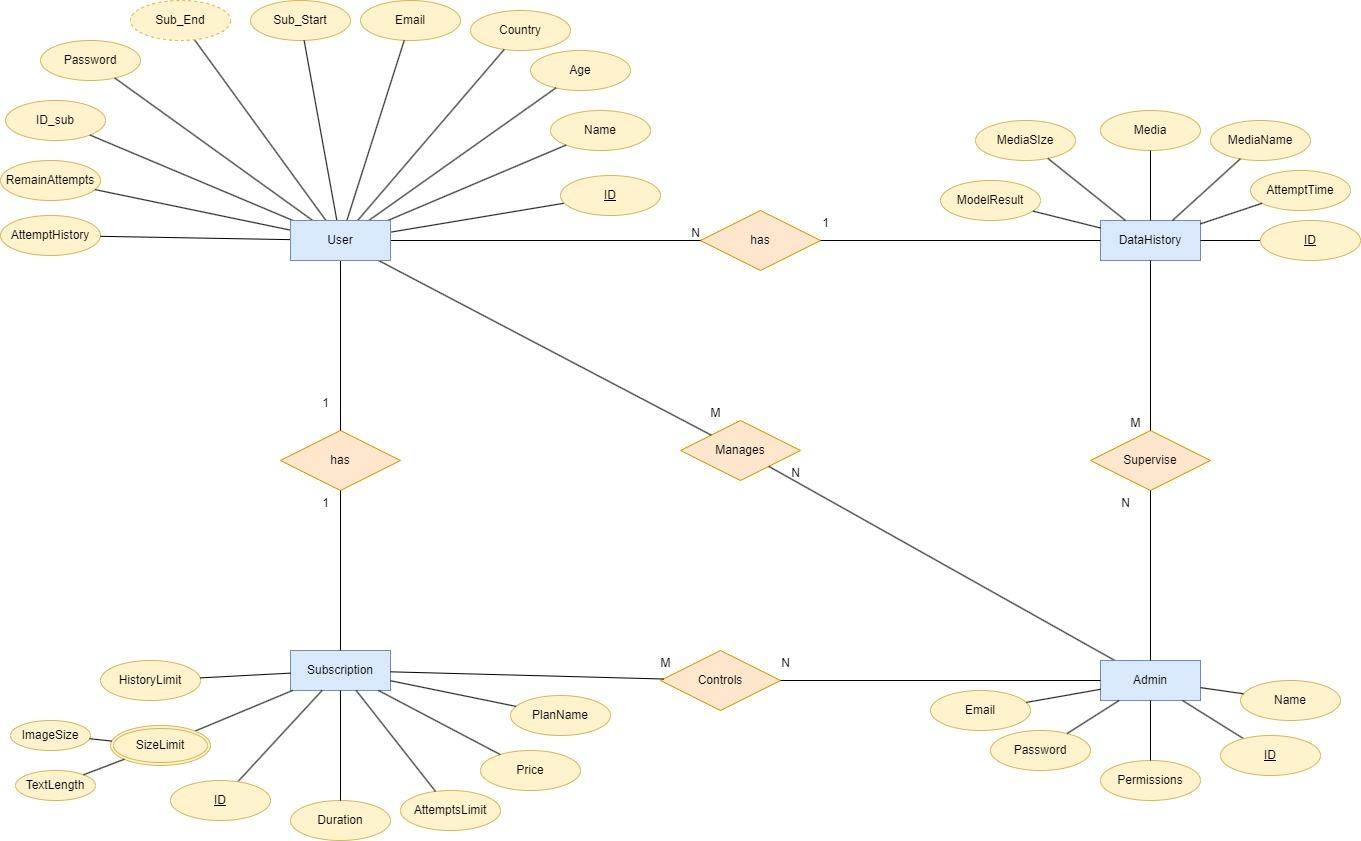 Sub_End
Sub_Start
Email
Country
Password
Age
ID_sub
Name
RemainAttempts
ID
AttemptHistory
User
N
has
1
MediaSIze
Media
MediaName
ModelResult
AttemptTime
DataHistory
ID
1
has
1
M
Manages
N
M
Supervise
N
Subscription
M
Controls
N
Admin
HistoryLimit
ImageSize
SizeLimit
TextLength
ID
Duration
AttemptsLimit
Price
PlanName
Email
Password
Permissions
ID
Name